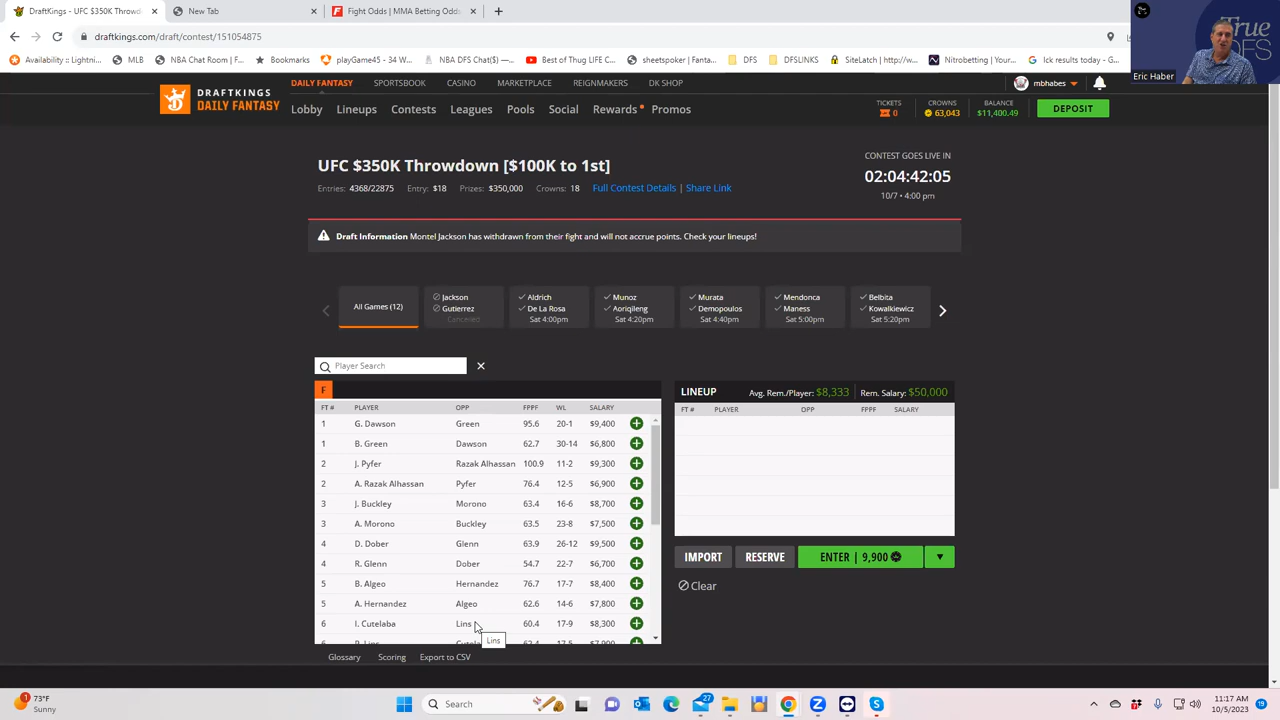 DraftKings - UFC $350K Throwd
New Tab
Fight Odds | MMA Betting Odds
draftkings.com/draft/contest/151054875
Availability :: Lightni...
MLB
NBA Chat Room | F...
Bookmarks
playGame45 - 34 W...
NBA DFS Chat($) —...
Best of Thug LIFE C...
sheetspoker | F...
DFS
DFSLINKS
SiteLatch | http://w...
Nitrobetting | How...
Ick results today - G...
True
DFS
Eric Haber
DAILY FANTASY
SPORTSBOOK
CASINO
MARKETPLACE
REIGNMAKERS
DK SHOP
mbhabes
DRAFTKINGS
DAILY FANTASY
Lobby
Lineups
Contests
Leagues
Pools
Social
Rewards
Promos
TICKETS
0
CROWNS
63,043
BALANCE
$11,400.49
DEPOSIT
UFC $350K Throwdown [$100K to 1st]
Entries: 4368/22875 Entry: $18 Prizes: $350,000 Crowns: 18 Full Contest Details | Share Link
CONTEST GOES LIVE IN
02:04:42:05
10/7 • 4:00 pm
Draft Information Montel Jackson has withdrawn from their fight and will not accrue points. Check your lineups!
All Games (12)
Jackson
Gutierrez
Cancelled
Aldrich
De La Rosa
Sat 4:00pm
Munoz
Aoriqileng
Sat 4:20pm
Murata
Demopoulos
Sat 4:40pm
Mendonca
Maness
Sat 5:00pm
Belbita
Kowalkiewicz
Sat 5:20pm
Player Search
F
FT # PLAYER OPP FPPF WL SALARY
1 G. Dawson Green 95.6 20-1 $9,400
1 B. Green Dawson 62.7 30-14 $6,800
2 J. Pyfer Razak Alhassan 100.9 11-2 $9,300
2 A. Razak Alhassan Pyfer 76.4 12-5 $6,900
3 J. Buckley Morono 63.4 16-6 $8,700
3 A. Morono Buckley 63.5 23-8 $7,500
4 D. Dober Glenn 63.9 26-12 $9,500
4 R. Glenn Dober 54.7 22-7 $6,700
5 B. Algeo Hernandez 76.7 17-7 $8,400
5 A. Hernandez Algeo 62.6 14-6 $7,800
6 I. Cutelaba Lins 60.4 17-9 $8,300
Lins
LINEUP
Avg. Rem./Player: $8,333
Rem. Salary: $50,000
FT # PLAYER OPP FPPF SALARY
IMPORT
RESERVE
ENTER | 9,900
Clear
Glossary
Scoring
Export to CSV
73°F
Sunny
Search
27
11:17 AM
10/5/2023
19